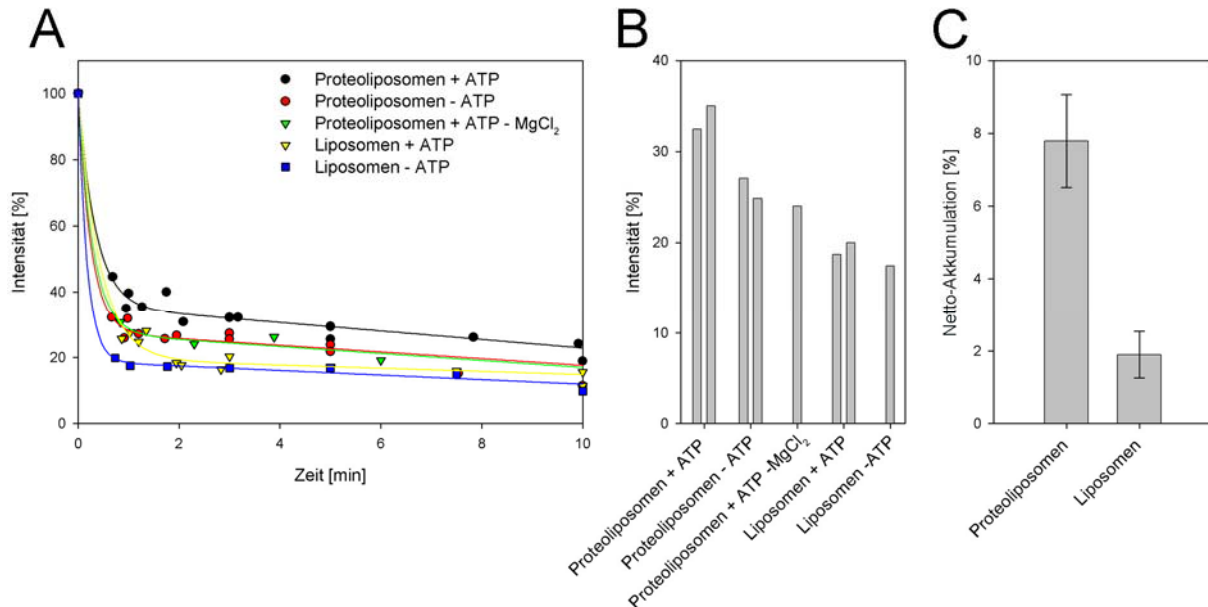 A
Intensität [%]
100
80
60
40
20
0
0
2
4
6
8
10
Zeit [min]
Proteoliposomen + ATP
Proteoliposomen - ATP
Proteoliposomen + ATP - MgCl₂
Liposomen + ATP
Liposomen - ATP
B
Intensität [%]
40
30
20
10
0
Proteoliposomen + ATP
Proteoliposomen - ATP
Proteoliposomen + ATP -MgCl₂
Liposomen + ATP
Liposomen -ATP
C
Netto-Akkumulation [%]
10
8
6
4
2
0
Proteoliposomen
Liposomen